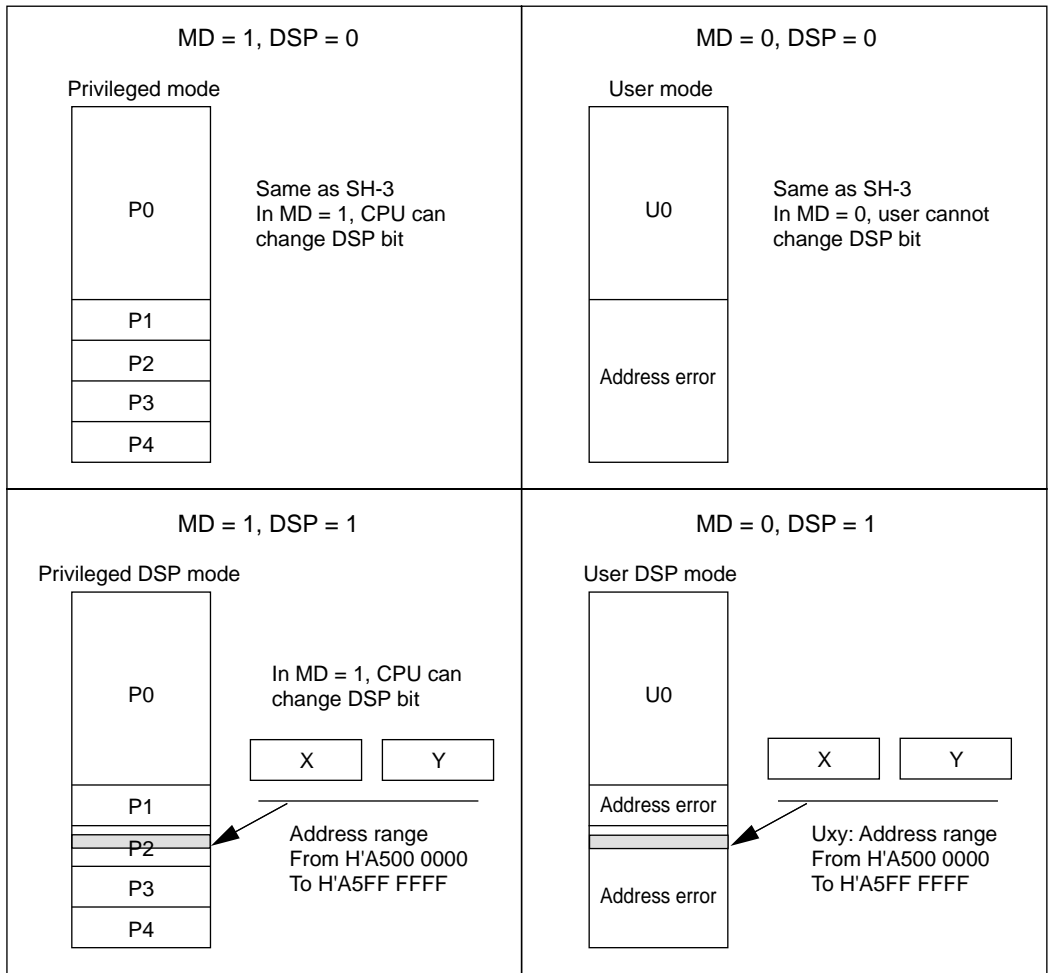 MD = 1, DSP = 0
Privileged mode
P0
Same as SH-3
In MD = 1, CPU can
change DSP bit
P1
P2
P3
P4
MD = 0, DSP = 0
User mode
U0
Same as SH-3
In MD = 0, user cannot
change DSP bit
Address error
MD = 1, DSP = 1
Privileged DSP mode
P0
In MD = 1, CPU can
change DSP bit
X
Y
P1
P2
Address range
From H'A500 0000
To H'A5FF FFFF
P3
P4
MD = 0, DSP = 1
User DSP mode
U0
X
Y
Address error
Uxy: Address range
From H'A500 0000
To H'A5FF FFFF
Address error